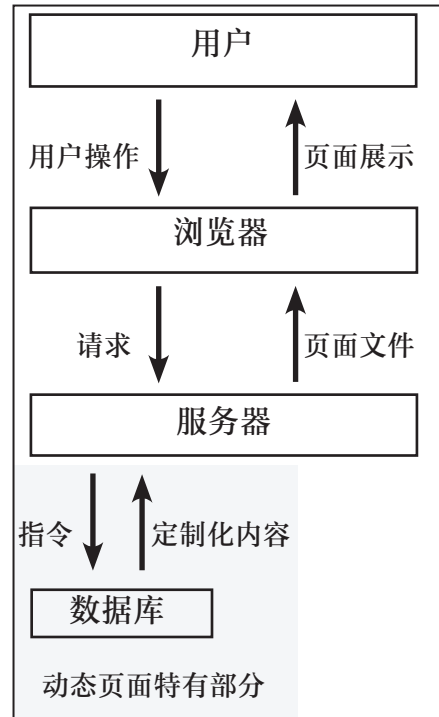 用户
用户操作
页面展示
浏览器
请求
页面文件
服务器
指令
定制化内容
数据库
动态页面特有部分